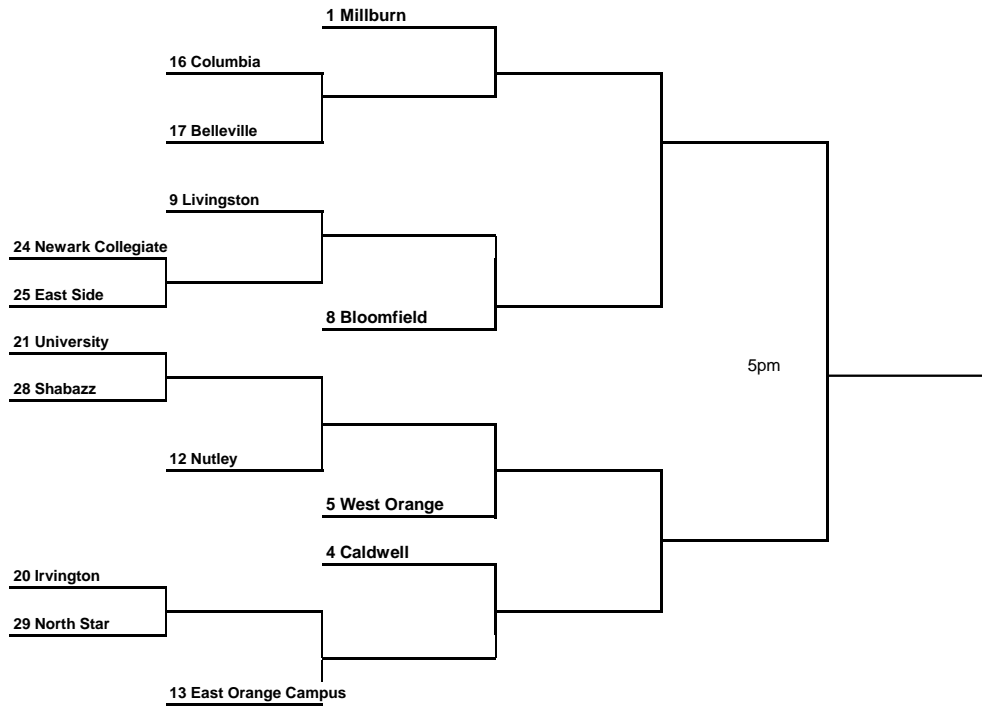 1 Millburn
16 Columbia
17 Belleville
9 Livingston
24 Newark Collegiate
25 East Side
8 Bloomfield
21 University
5pm
28 Shabazz
12 Nutley
5 West Orange
4 Caldwell
20 Irvington
29 North Star
13 East Orange Campus